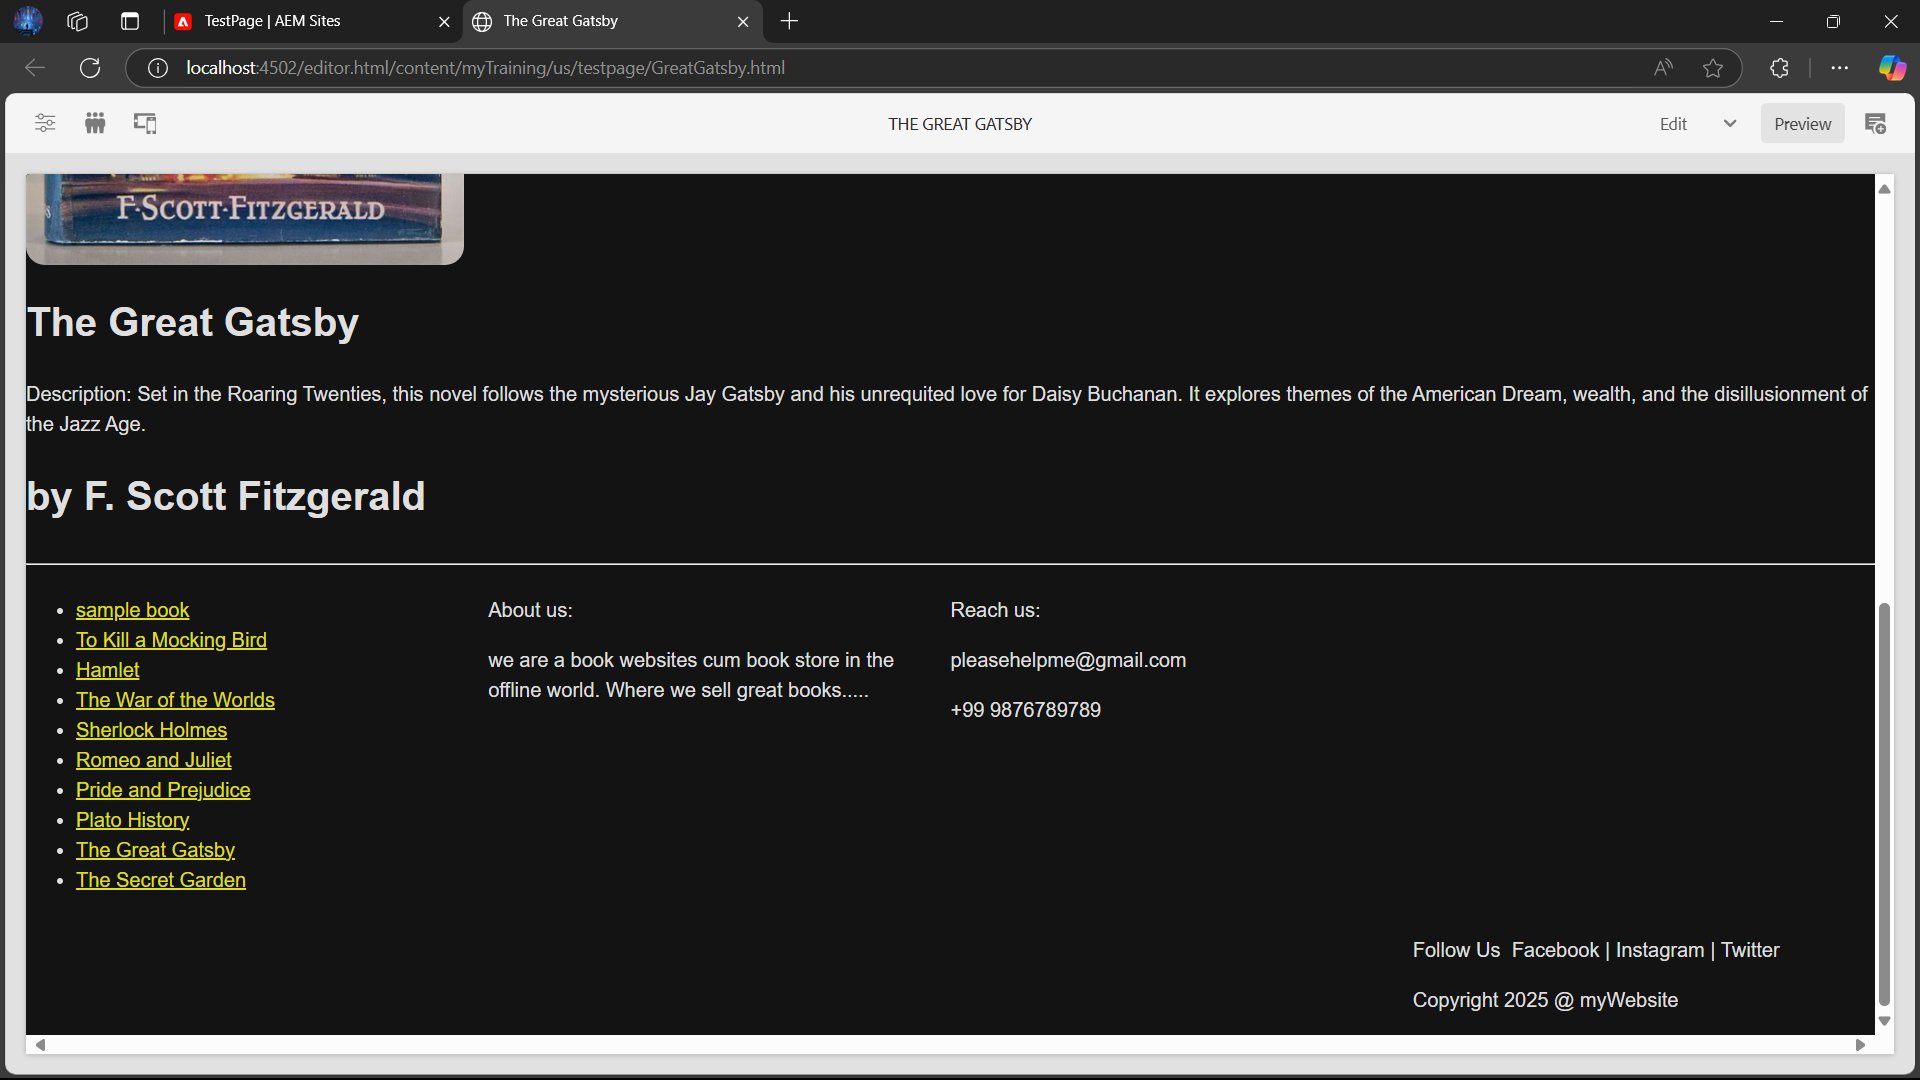 TestPage | AEM Sites
The Great Gatsby
localhost:4502/editor.html/content/myTraining/us/testpage/GreatGatsby.html
THE GREAT GATSBY
Edit
Preview
F·SCOTT·FITZGERALD
The Great Gatsby
Description: Set in the Roaring Twenties, this novel follows the mysterious Jay Gatsby and his unrequited love for Daisy Buchanan. It explores themes of the American Dream, wealth, and the disillusionment of
the Jazz Age.
by F. Scott Fitzgerald
sample book
To Kill a Mocking Bird
Hamlet
The War of the Worlds
Sherlock Holmes
Romeo and Juliet
Pride and Prejudice
Plato History
The Great Gatsby
The Secret Garden
About us:
we are a book websites cum book store in the
offline world. Where we sell great books.....
Reach us:
pleasehelpme@gmail.com
+99 9876789789
Follow Us  Facebook | Instagram | Twitter
Copyright 2025 @ myWebsite